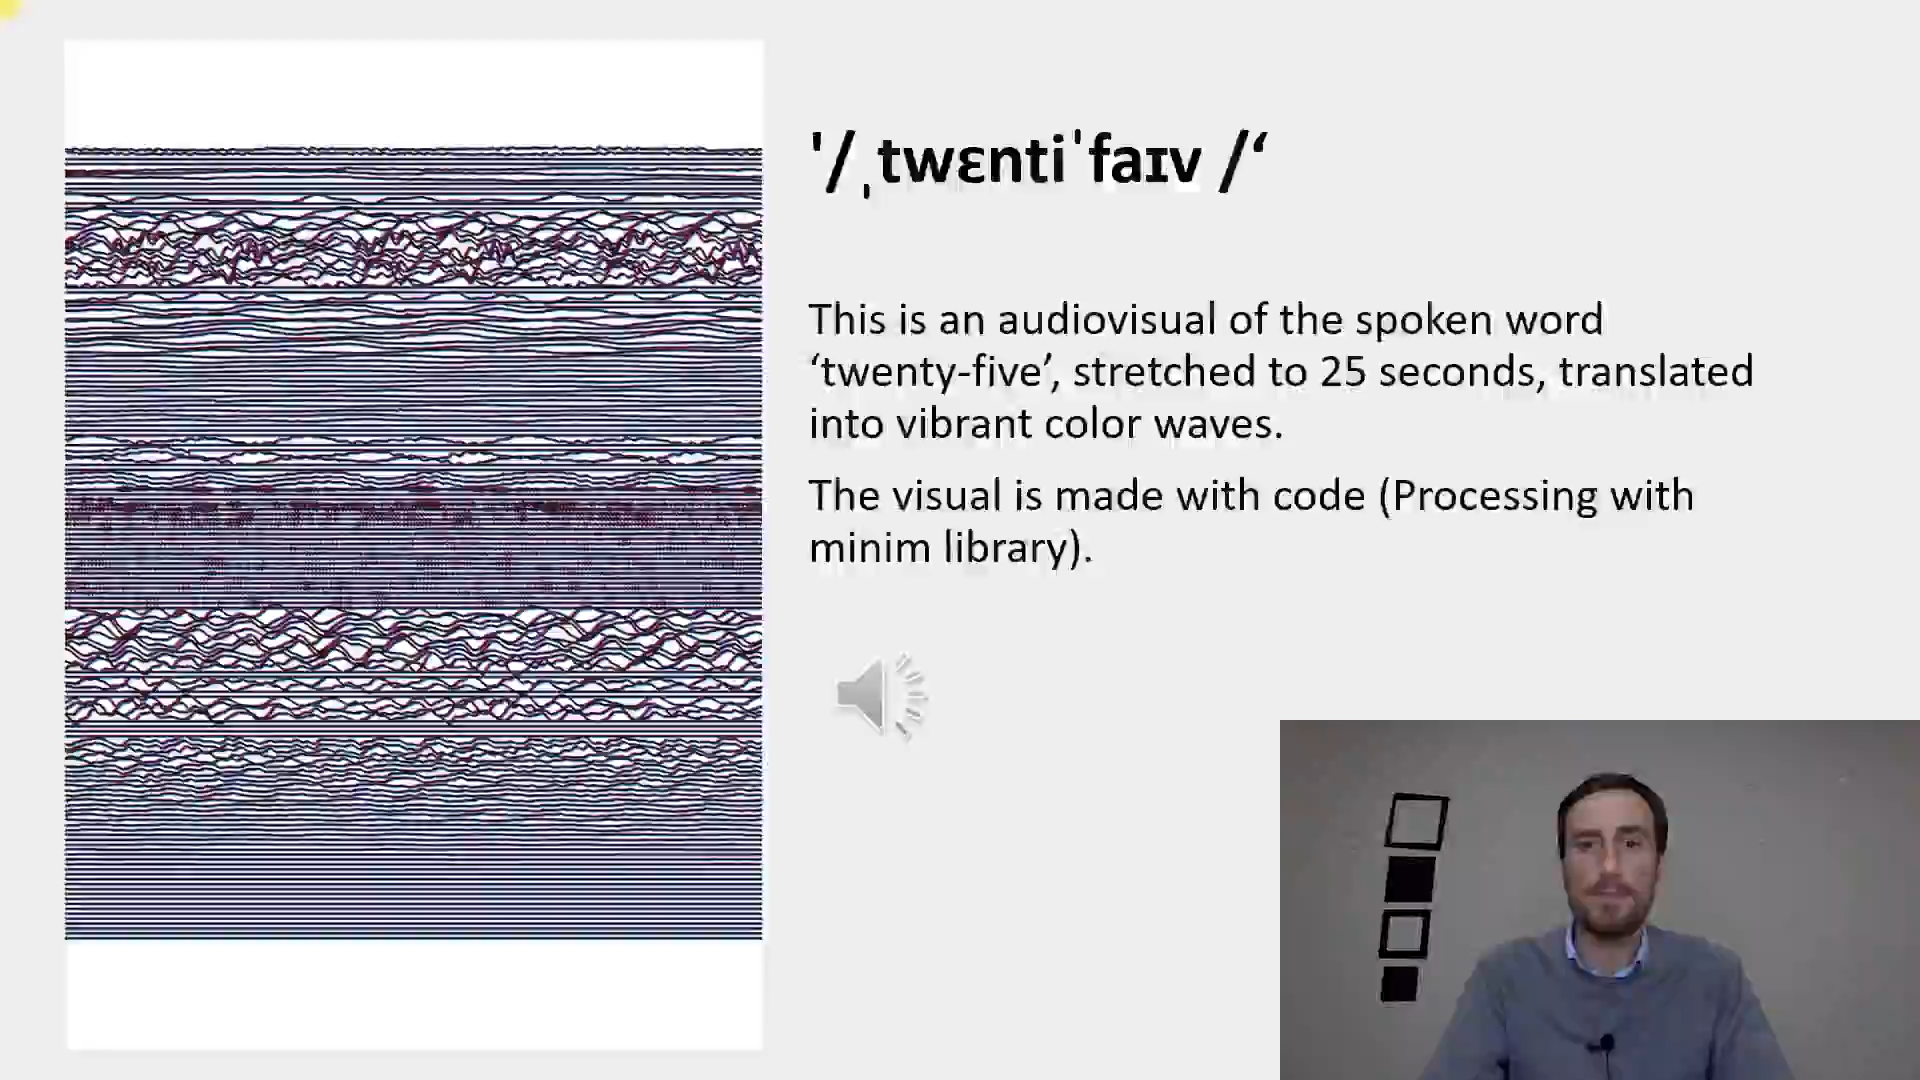 '/ˌtwɛntiˈfaɪv /‘
This is an audiovisual of the spoken word
‘twenty-five’, stretched to 25 seconds, translated
into vibrant color waves.
The visual is made with code (Processing with
minim library).